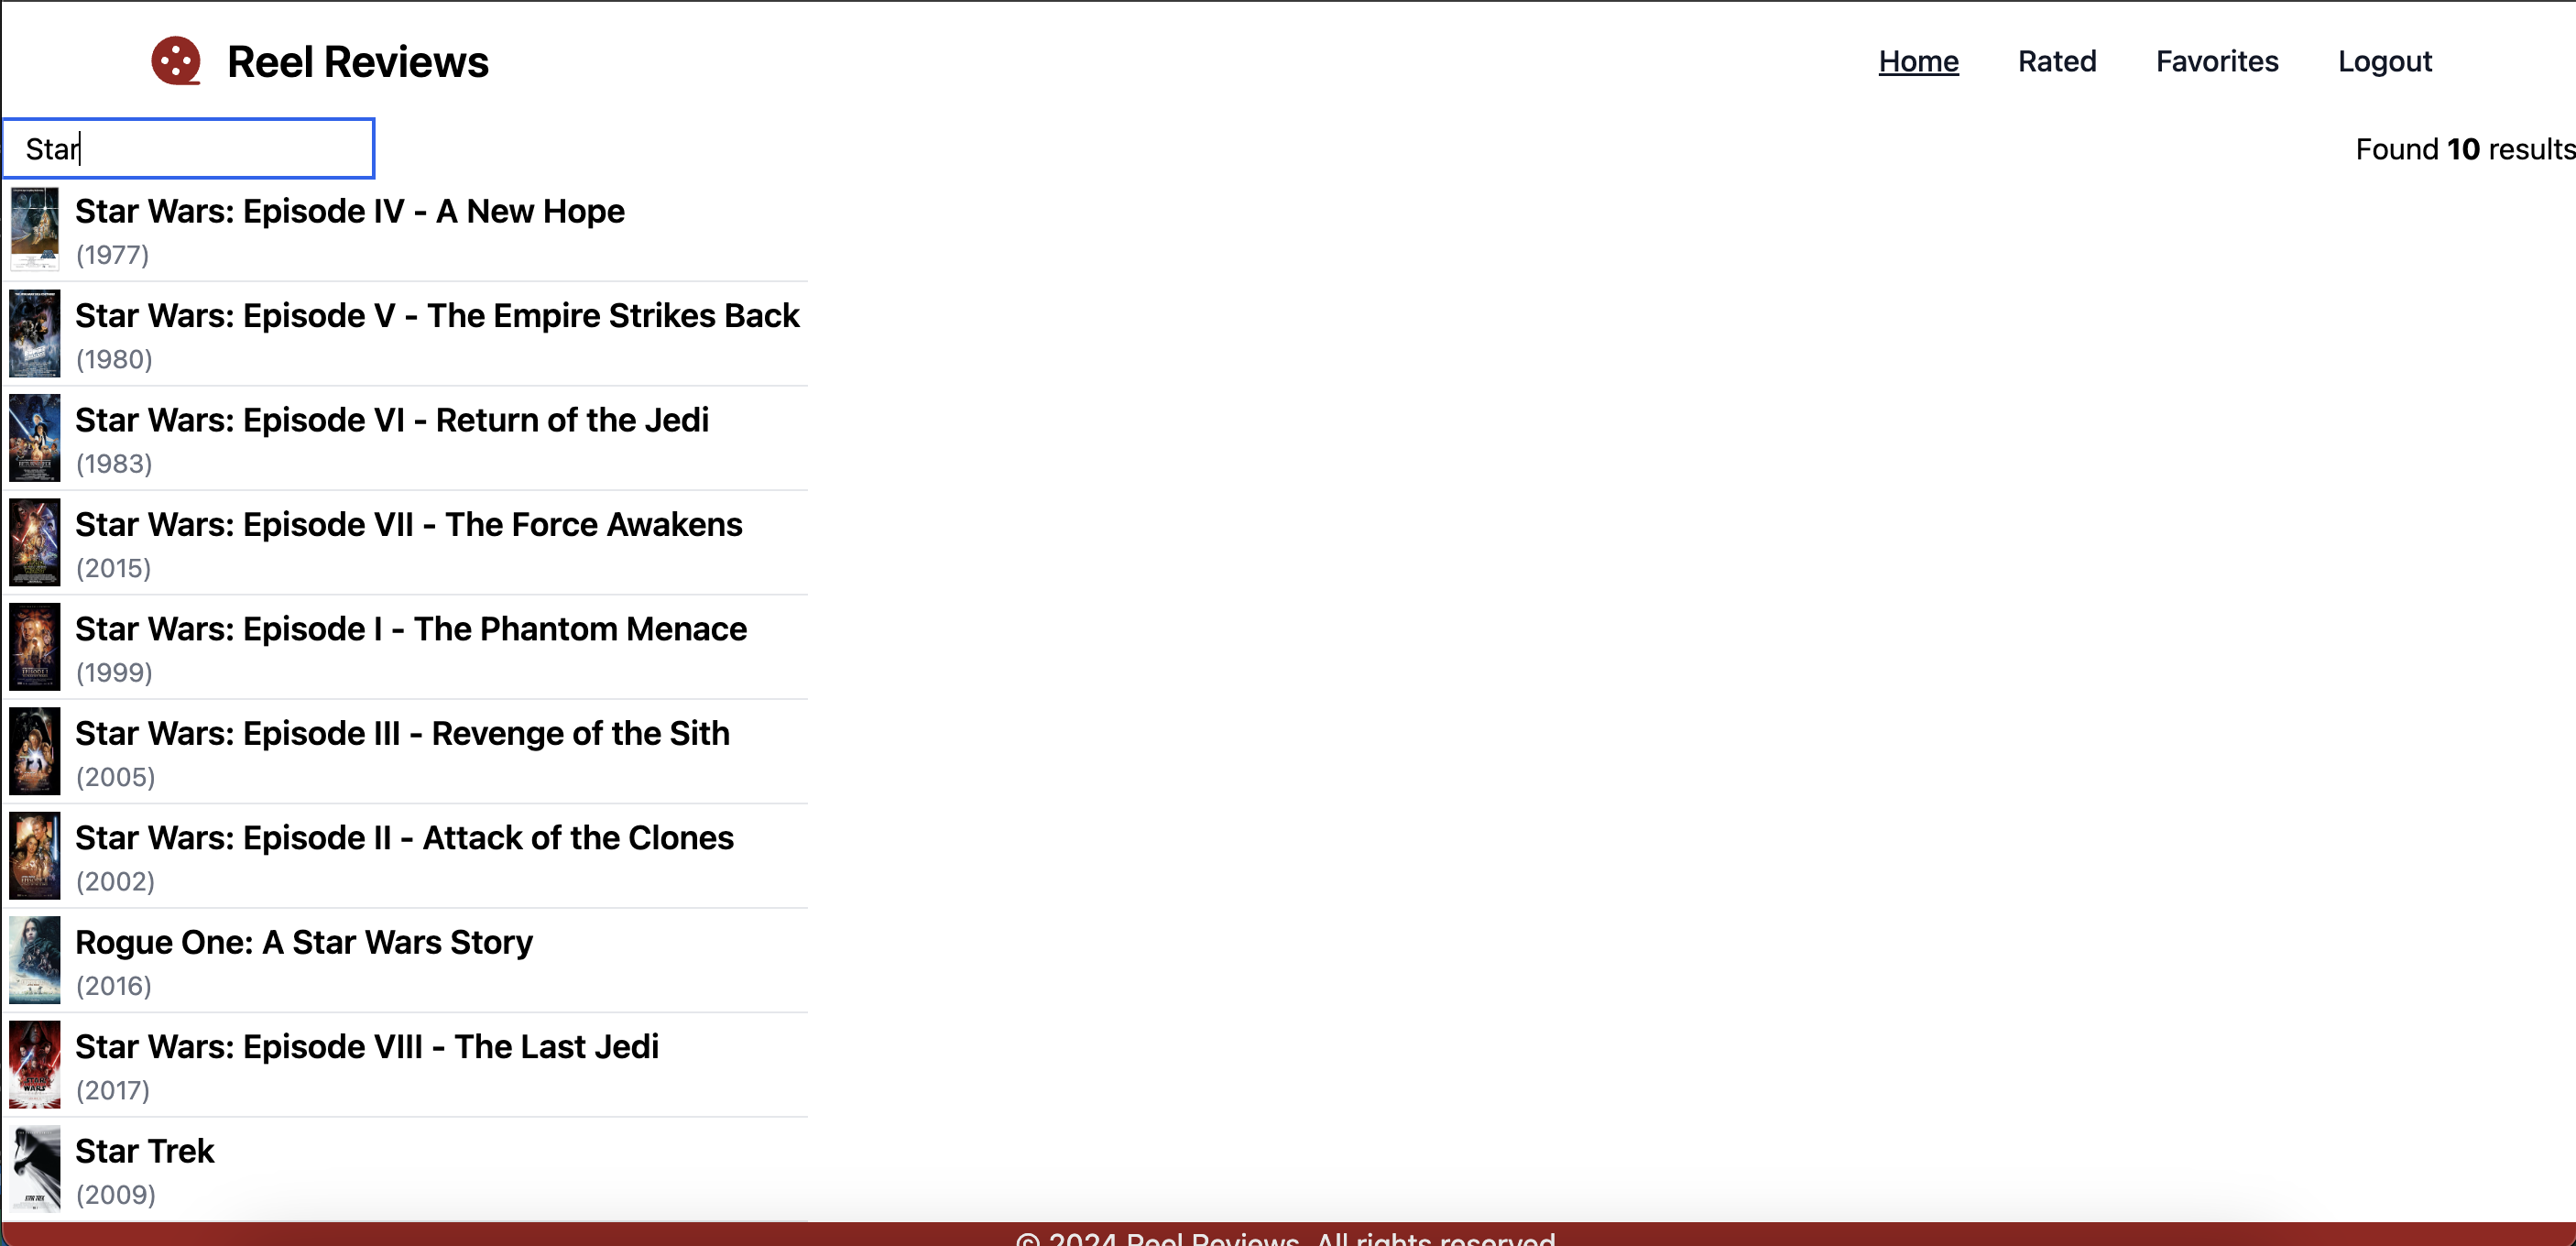 Reel Reviews
Home Rated Favorites Logout
Star
Found 10 results
Star Wars: Episode IV - A New Hope
(1977)
Star Wars: Episode V - The Empire Strikes Back
(1980)
Star Wars: Episode VI - Return of the Jedi
(1983)
Star Wars: Episode VII - The Force Awakens
(2015)
Star Wars: Episode I - The Phantom Menace
(1999)
Star Wars: Episode III - Revenge of the Sith
(2005)
Star Wars: Episode II - Attack of the Clones
(2002)
Rogue One: A Star Wars Story
(2016)
Star Wars: Episode VIII - The Last Jedi
(2017)
Star Trek
(2009)
© 2024 Reel Reviews. All rights reserved.